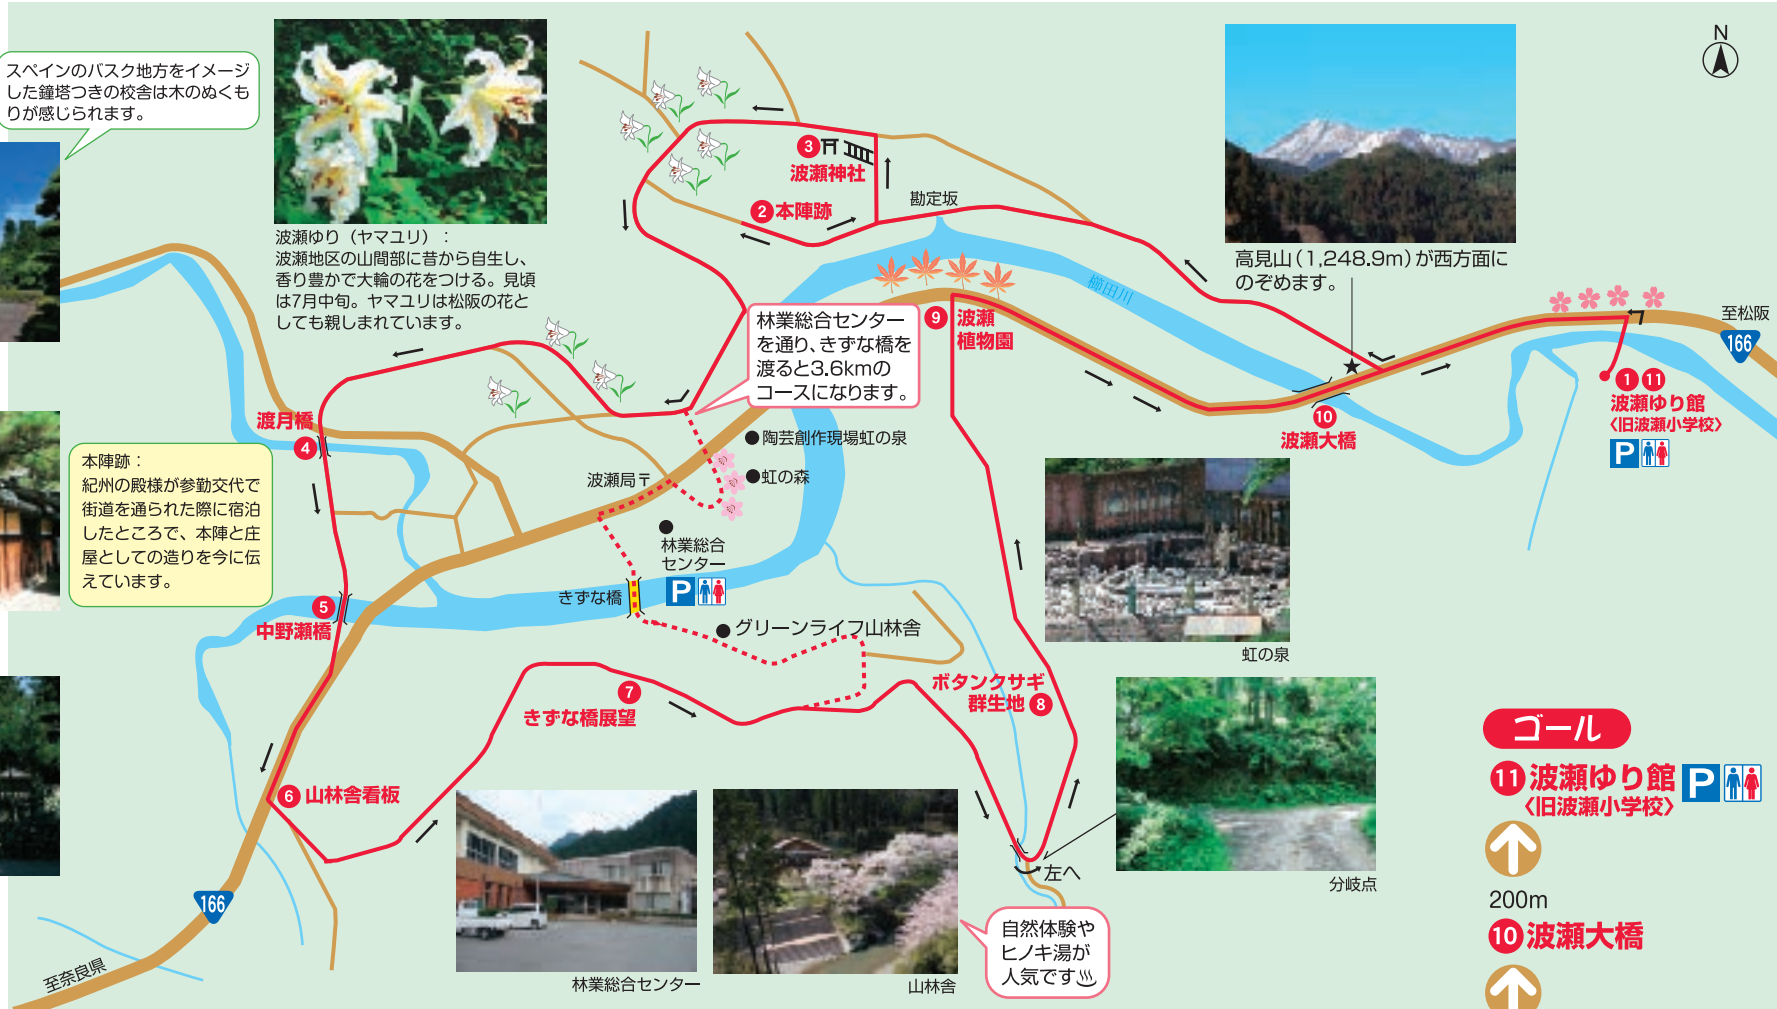 スペインのバスク地方をイメージ
した鐘塔つきの校舎は木のぬくも
りが感じられます。
波瀬ゆり（ヤマユリ）：
波瀬地区の山間部に昔から自生し、
香り豊かで大輪の花をつける。見頃
は7月中旬。ヤマユリは松阪の花と
しても親しまれています。
N
3
波瀬神社
2 本陣跡
勘定坂
櫛田川
高見山（1,248.9m）が西方面に
のぞめます。
至松阪
166
1 11
波瀬ゆり館
〈旧波瀬小学校〉
P
9 波瀬
植物園
10
波瀬大橋
林業総合センター
を通り、きずな橋を
渡ると3.6kmの
コースになります。
渡月橋
4
本陣跡：
紀州の殿様が参勤交代で
街道を通られた際に宿泊
したところで、本陣と庄
屋としての造りを今に伝
えています。
陶芸創作現場虹の泉
虹の森
波瀬局〒
林業総合
センター
P
きずな橋
グリーンライフ山林舎
5
中野瀬橋
虹の泉
7
きずな橋展望
ボタンクサギ
群生地 8
6 山林舎看板
左へ
分岐点
166
至奈良県
林業総合センター
山林舎
自然体験や
ヒノキ湯が
人気です♨
ゴール
11 波瀬ゆり館 P
〈旧波瀬小学校〉
200m
10 波瀬大橋